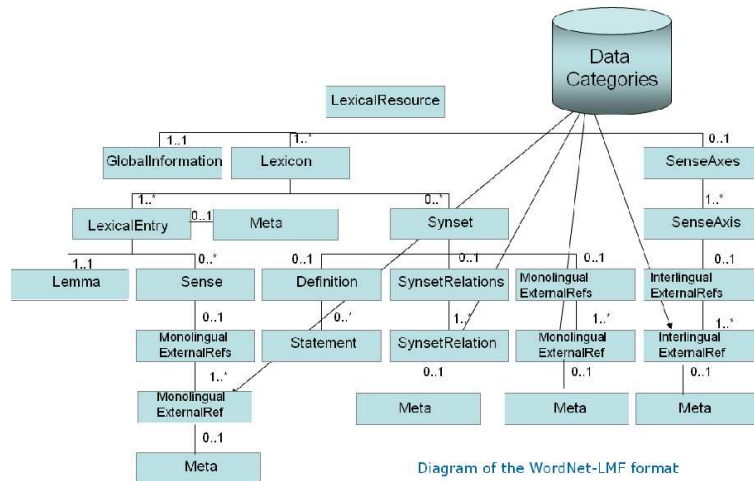 Data
Categories
LexicalResource
1..1
1..*
0..1
GlobalInformation
Lexicon
SenseAxes
1..*
0..*
1..*
LexicalEntry
0..1
Meta
Synset
SenseAxis
1..1
0..*
0..1
0..1
0..1
0..1
Lemma
Sense
Definition
SynsetRelations
Monolingual
ExternalRefs
Interlingual
ExternalRefs
0..1
0..*
1..*
1..*
1..*
Monolingual
ExternalRefs
Statement
SynsetRelation
Monolingual
ExternalRef
Interlingual
ExternalRef
1..*
0..1
0..1
0..1
Monolingual
ExternalRef
Meta
Meta
Meta
0..1
Meta
Diagram of the WordNet-LMF format